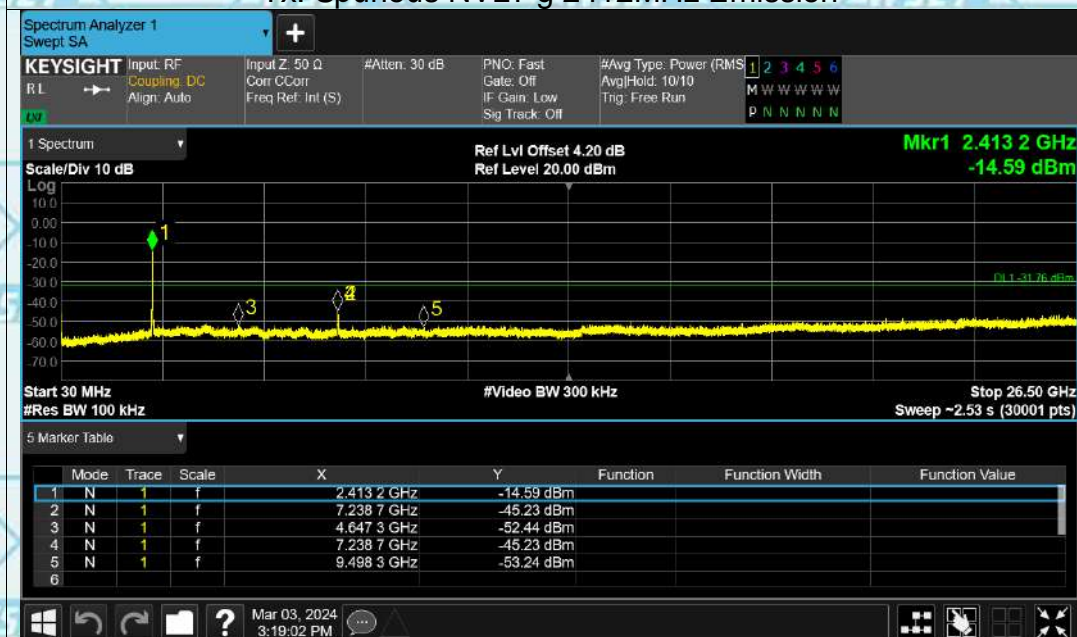 Spectrum Analyzer 1
Swept SA
+
KEYSIGHT
RL
Input: RF
Coupling: DC
Align: Auto
Input Z: 50 Ω
Corr CCorr
Freq Ref: Int (S)
#Atten: 30 dB
PNO: Fast
Gate: Off
IF Gain: Low
Sig Track: Off
#Avg Type: Power (RMS
Avg|Hold: 10/10
Trig: Free Run
1 2 3 4 5 6
M W W W W W
P N N N N N
1 Spectrum
Scale/Div 10 dB
Ref Lvl Offset 4.20 dB
Ref Level 20.00 dBm
Mkr1 2.413 2 GHz
-14.59 dBm
Log
10.0
0.00
-10.0
-20.0
-30.0
-40.0
-50.0
-60.0
-70.0
1
3
5
DL1 -31.76 dBm
Start 30 MHz
#Res BW 100 kHz
#Video BW 300 kHz
Stop 26.50 GHz
Sweep ~2.53 s (30001 pts)
5 Marker Table
Mode Trace Scale X Y Function Function Width Function Value
1 N 1 f 2.413 2 GHz -14.59 dBm
2 N 1 f 7.238 7 GHz -45.23 dBm
3 N 1 f 4.647 3 GHz -52.44 dBm
4 N 1 f 7.238 7 GHz -45.23 dBm
5 N 1 f 9.498 3 GHz -53.24 dBm
6
?
Mar 03, 2024
3:19:02 PM